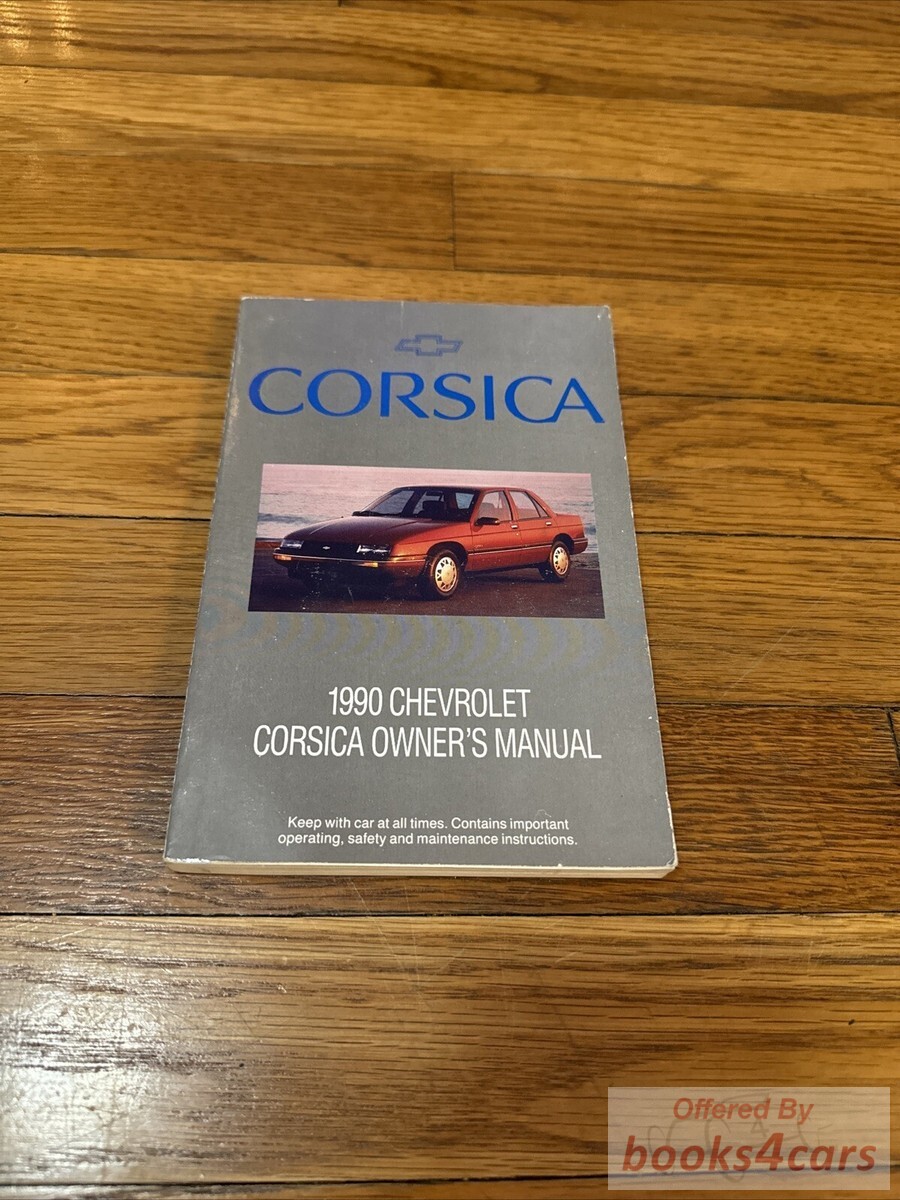 CORSICA
1990 CHEVROLET
CORSICA OWNER'S MANUAL
Keep with car at all times. Contains important
operating, safety and maintenance instructions.
Offered By
books4cars